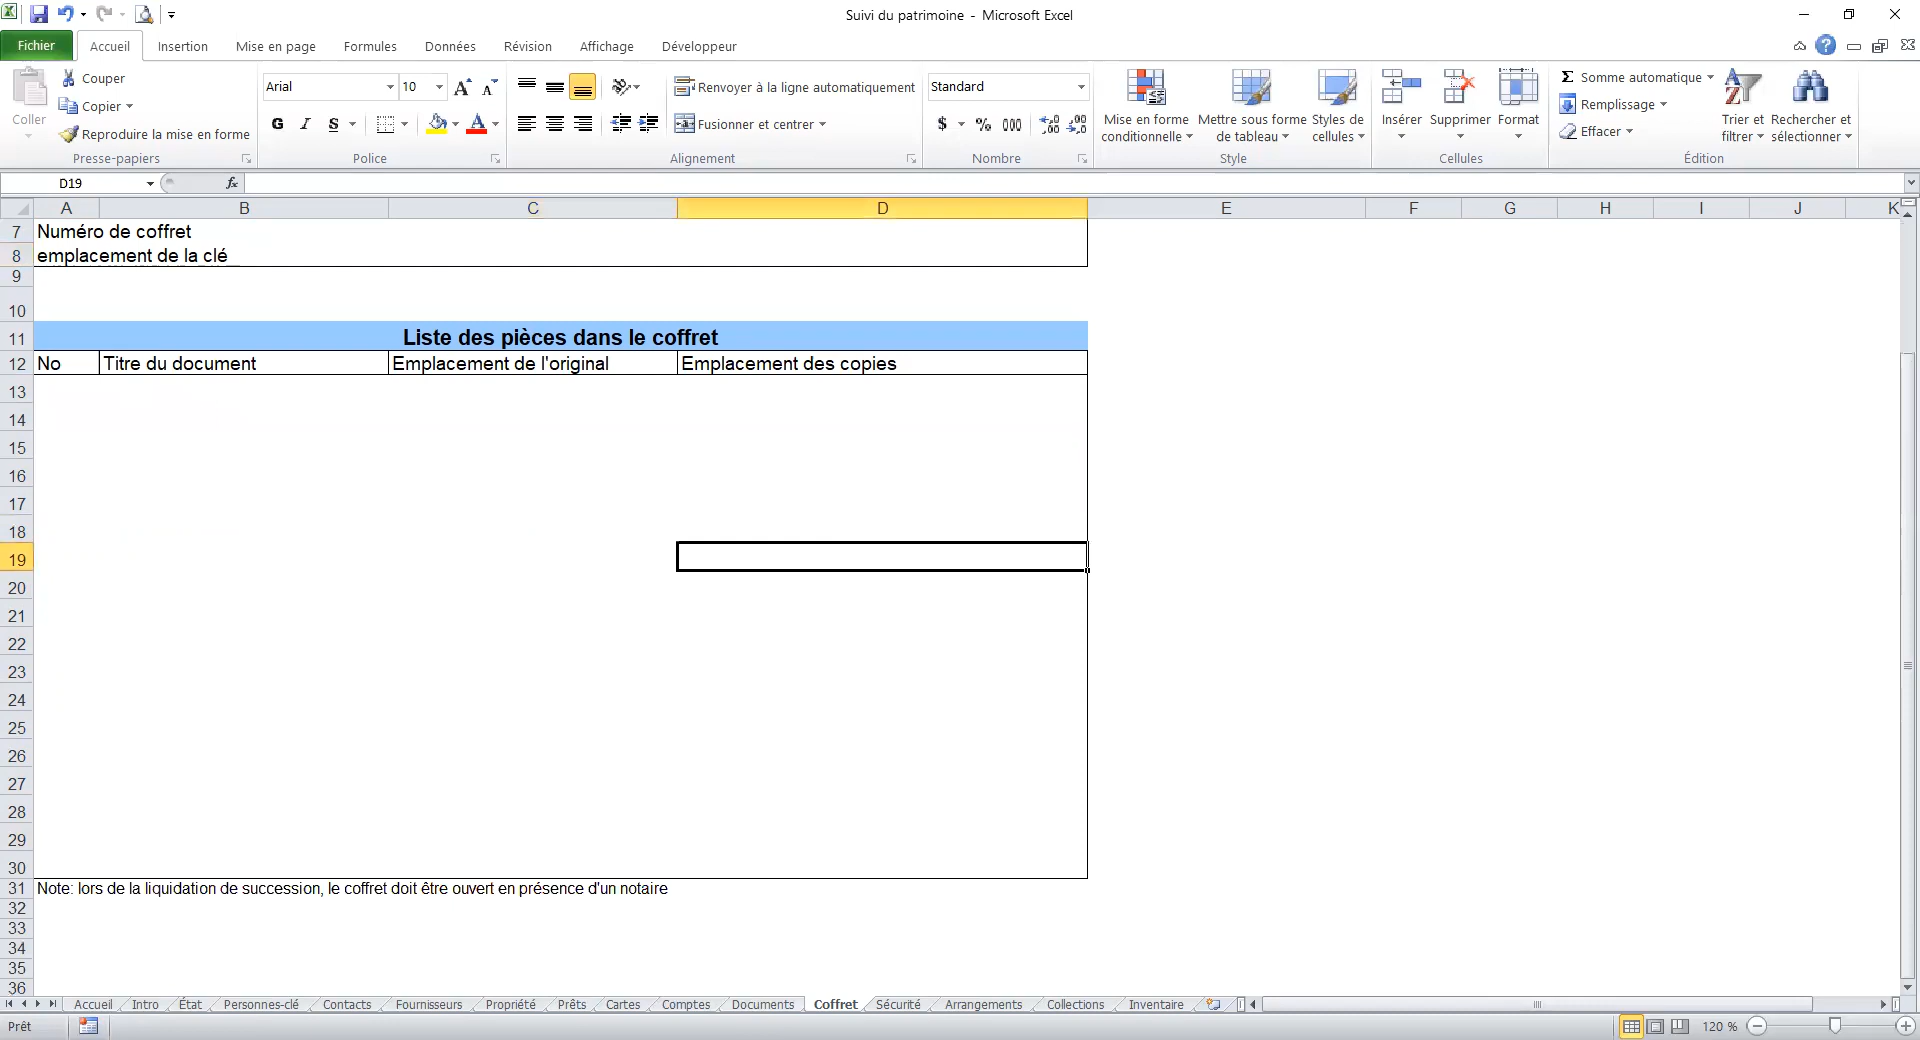 Suivi du patrimoine - Microsoft Excel
Fichier Accueil Insertion Mise en page Formules Données Révision Affichage Développeur
Coller
Couper
Copier
Reproduire la mise en forme
Presse-papiers
Arial 10
G I S
Police
Renvoyer à la ligne automatiquement
Fusionner et centrer
Alignement
Standard
$ % 000
Nombre
Mise en forme conditionnelle
Mettre sous forme de tableau
Styles de cellules
Style
Insérer Supprimer Format
Cellules
Somme automatique
Remplissage
Effacer
Trier et filtrer
Rechercher et sélectionner
Édition
D19 fx
A B C D E F G H I J K
7 Numéro de coffret
8 emplacement de la clé
9
10
11 Liste des pièces dans le coffret
12 No Titre du document Emplacement de l'original Emplacement des copies
13
14
15
16
17
18
19
20
21
22
23
24
25
26
27
28
29
30
31 Note: lors de la liquidation de succession, le coffret doit être ouvert en présence d'un notaire
32
33
34
35
36
Accueil Intro État Personnes-clé Contacts Fournisseurs Propriété Prêts Cartes Comptes Documents Coffret Sécurité Arrangements Collections Inventaire
Prêt 120 %